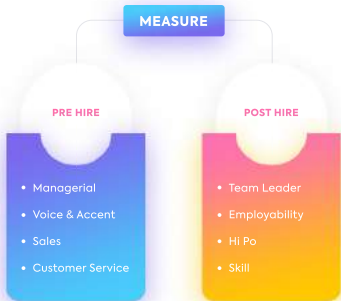 MEASURE
PRE HIRE
• Managerial
• Voice & Accent
• Sales
• Customer Service
POST HIRE
• Team Leader
• Employability
• Hi Po
• Skill